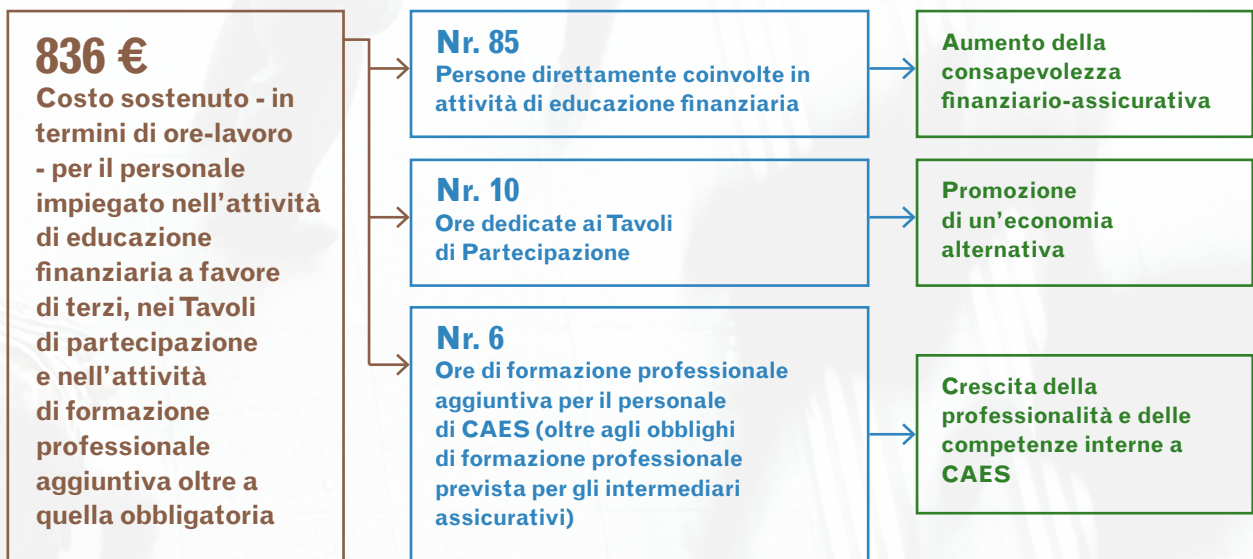 836 €
Costo sostenuto - in
termini di ore-lavoro
- per il personale
impiegato nell’attività
di educazione
finanziaria a favore
di terzi, nei Tavoli
di partecipazione
e nell’attività
di formazione
professionale
aggiuntiva oltre a
quella obbligatoria
Nr. 85
Persone direttamente coinvolte in
attività di educazione finanziaria
Aumento della
consapevolezza
finanziario-assicurativa
Nr. 10
Ore dedicate ai Tavoli
di Partecipazione
Promozione
di un’economia
alternativa
Nr. 6
Ore di formazione professionale
aggiuntiva per il personale
di CAES (oltre agli obblighi
di formazione professionale
prevista per gli intermediari
assicurativi)
Crescita della
professionalità e delle
competenze interne a
CAES